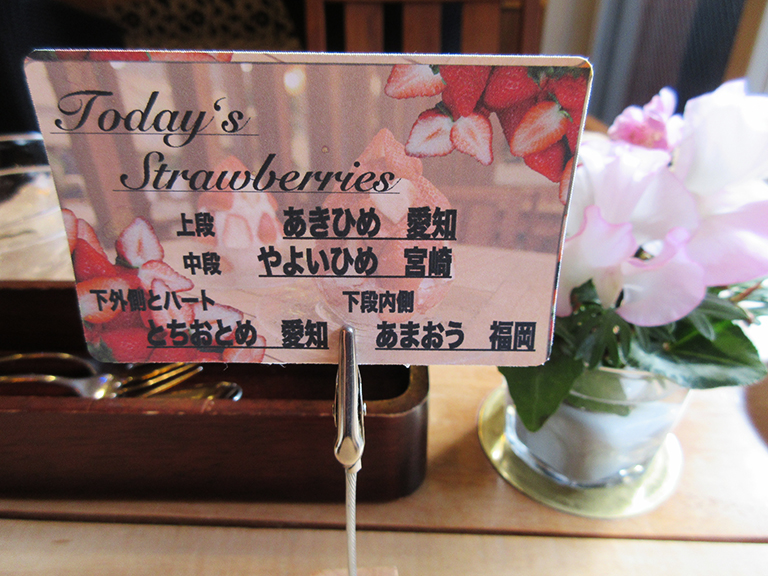 Today's
Strawberries
上段 あきひめ 愛知
中段 やよいひめ 宮崎
下外側とハート 下段内側
とちおとめ 愛知 あまおう 福岡